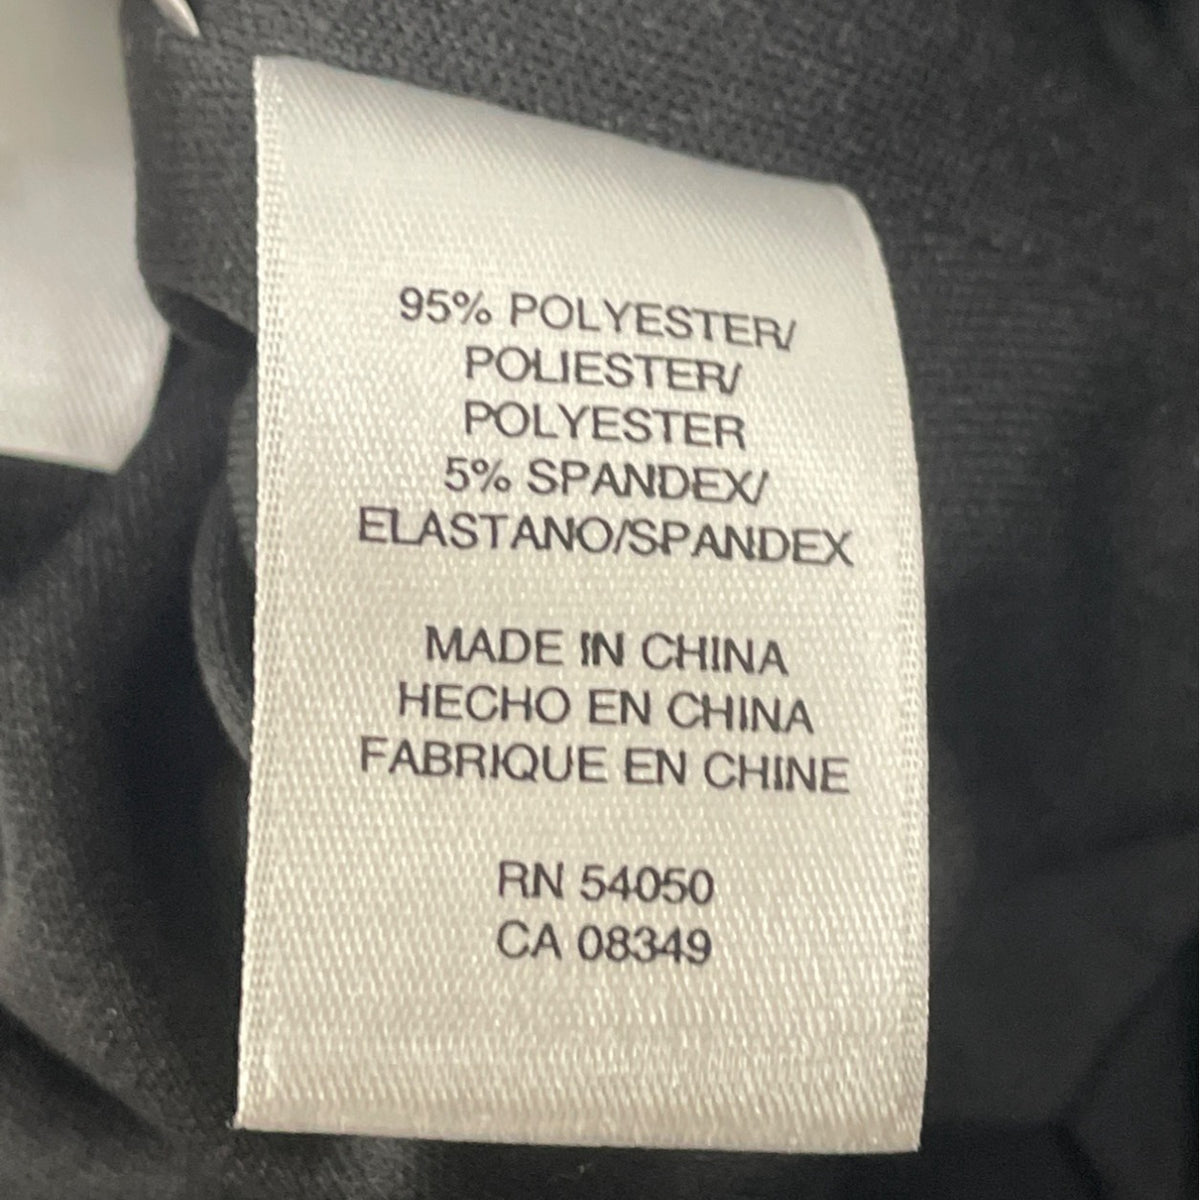 95% POLYESTER/
POLIESTER/
POLYESTER
5% SPANDEX/
ELASTANO/SPANDEX
MADE IN CHINA
HECHO EN CHINA
FABRIQUE EN CHINE
RN 54050
CA 08349